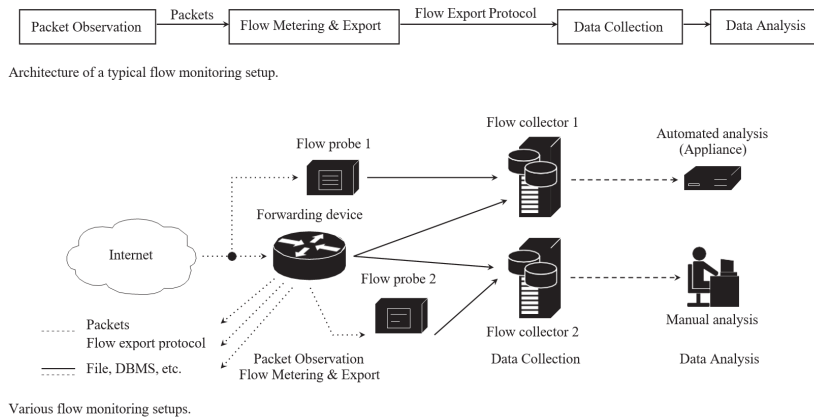 Packet Observation
Packets
Flow Metering & Export
Flow Export Protocol
Data Collection
Data Analysis
Architecture of a typical flow monitoring setup.
Flow collector 1
Automated analysis
(Appliance)
Flow probe 1
Forwarding device
Internet
Flow probe 2
Packets
Flow export protocol
File, DBMS, etc.
Packet Observation
Flow Metering & Export
Flow collector 2
Data Collection
Manual analysis
Data Analysis
Various flow monitoring setups.